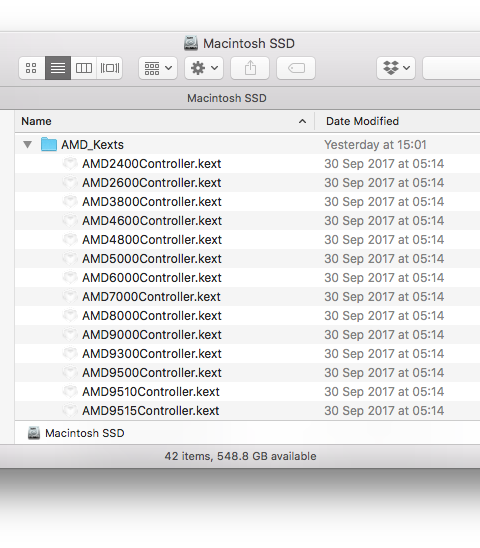 Macintosh SSD
Macintosh SSD
Name Date Modified
AMD_Kexts Yesterday at 15:01
AMD2400Controller.kext 30 Sep 2017 at 05:14
AMD2600Controller.kext 30 Sep 2017 at 05:14
AMD3800Controller.kext 30 Sep 2017 at 05:14
AMD4600Controller.kext 30 Sep 2017 at 05:14
AMD4800Controller.kext 30 Sep 2017 at 05:14
AMD5000Controller.kext 30 Sep 2017 at 05:14
AMD6000Controller.kext 30 Sep 2017 at 05:14
AMD7000Controller.kext 30 Sep 2017 at 05:14
AMD8000Controller.kext 30 Sep 2017 at 05:14
AMD9000Controller.kext 30 Sep 2017 at 05:14
AMD9300Controller.kext 30 Sep 2017 at 05:14
AMD9500Controller.kext 30 Sep 2017 at 05:14
AMD9510Controller.kext 30 Sep 2017 at 05:14
AMD9515Controller.kext 30 Sep 2017 at 05:14
Macintosh SSD
42 items, 548.8 GB available